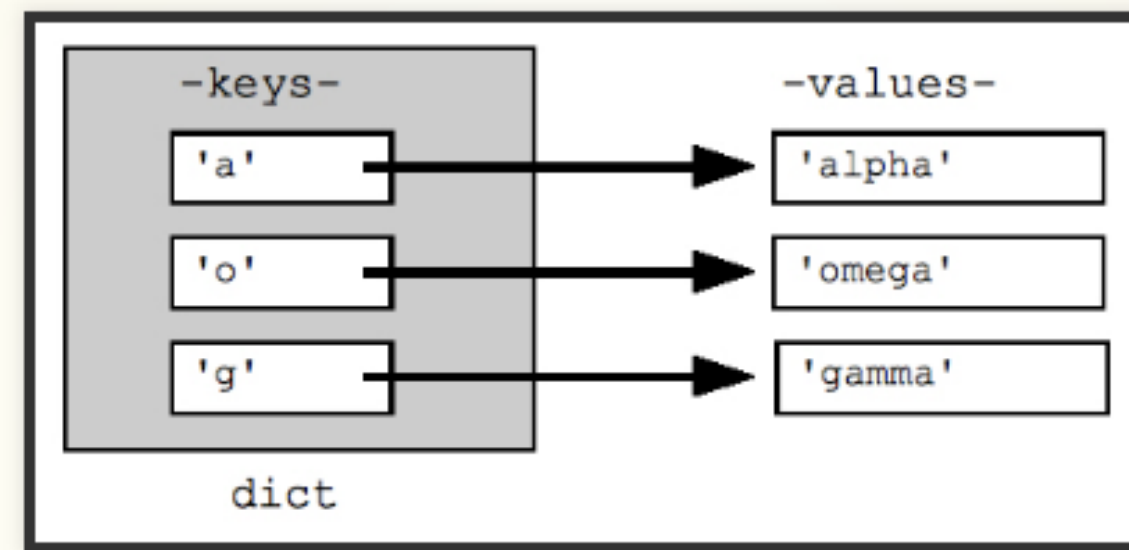 -keys- -values-
'a' 'alpha'
'o' 'omega'
'g' 'gamma'
dict